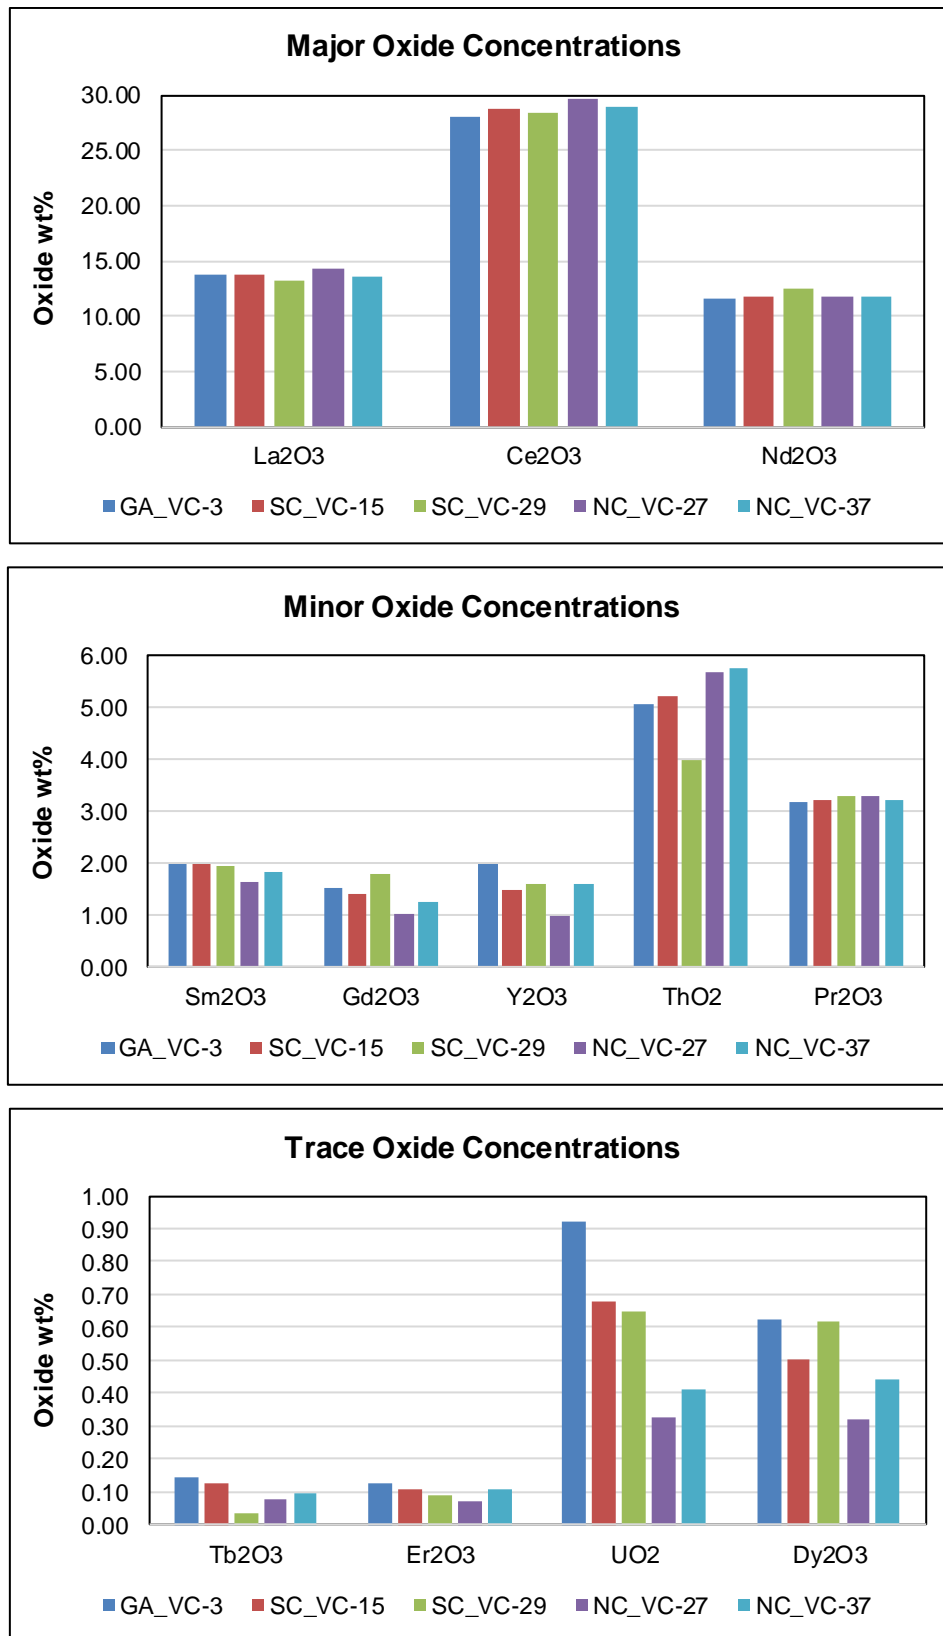 Major Oxide Concentrations
Oxide wt%
30.00
25.00
20.00
15.00
10.00
5.00
0.00
La2O3 Ce2O3 Nd2O3
GA_VC-3 SC_VC-15 SC_VC-29 NC_VC-27 NC_VC-37
Minor Oxide Concentrations
Oxide wt%
6.00
5.00
4.00
3.00
2.00
1.00
0.00
Sm2O3 Gd2O3 Y2O3 ThO2 Pr2O3
GA_VC-3 SC_VC-15 SC_VC-29 NC_VC-27 NC_VC-37
Trace Oxide Concentrations
Oxide wt%
1.00
0.90
0.80
0.70
0.60
0.50
0.40
0.30
0.20
0.10
0.00
Tb2O3 Er2O3 UO2 Dy2O3
GA_VC-3 SC_VC-15 SC_VC-29 NC_VC-27 NC_VC-37